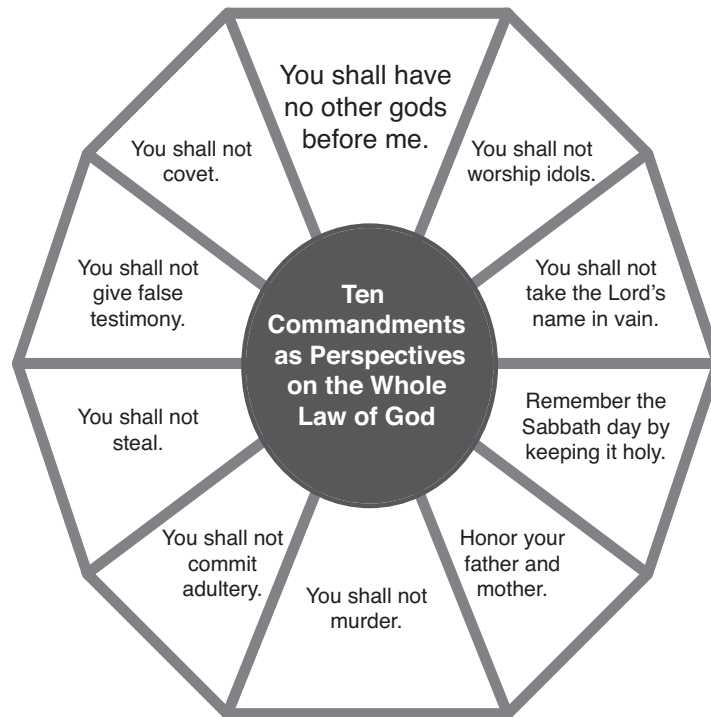 You shall have
no other gods
before me.
You shall not
worship idols.
You shall not
take the Lord’s
name in vain.
Remember the
Sabbath day by
keeping it holy.
Honor your
father and
mother.
You shall not
murder.
You shall not
commit
adultery.
You shall not
steal.
You shall not
give false
testimony.
You shall not
covet.
Ten
Commandments
as Perspectives
on the Whole
Law of God